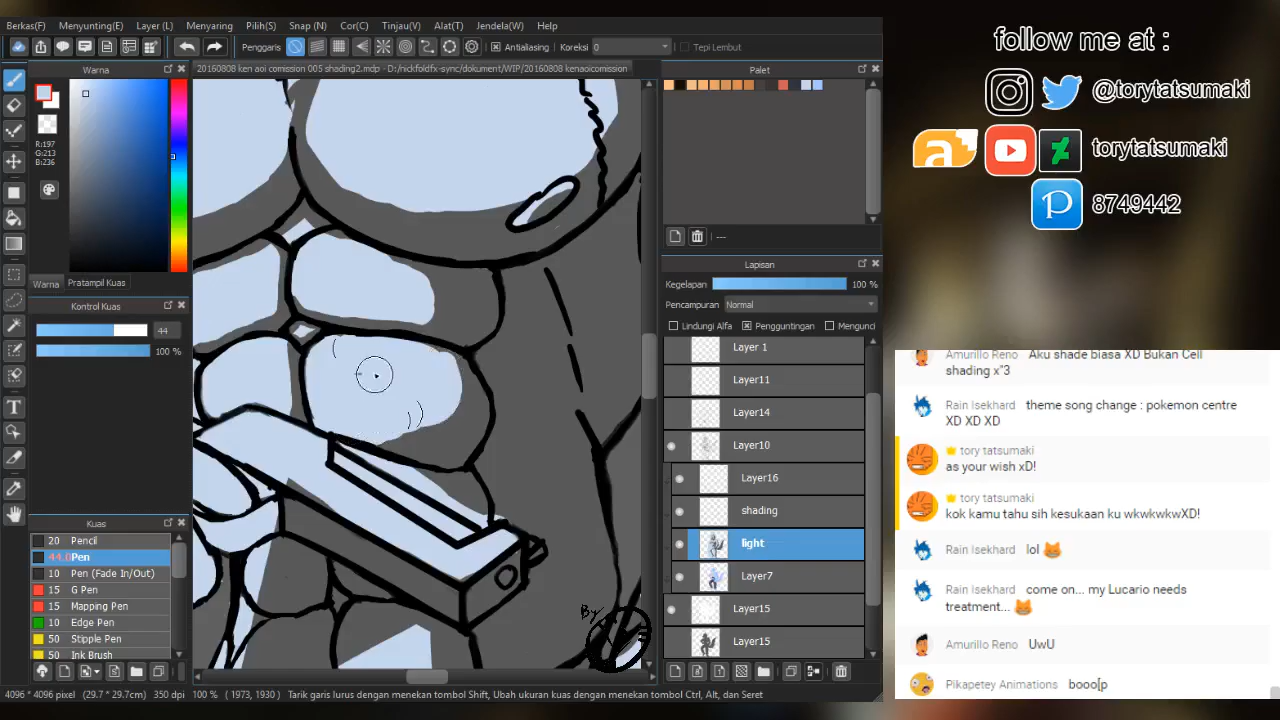 Berkas(F) Menyunting(E) Layer (L) Menyaring Pilih(S) Snap (N) Cor(C) Tinjau(V) Alat(T) Jendela(W) Help
Penggaris Antialiasing Koreksi 0 Tepi Lembut
Warna
20160808 ken aoi comission 005 shading2.mdp - D:/nickfoldfx-sync/dokument/WIP/20160808 kenaoicomission
Palet
R:197
G:213
B:236
Warna Pratampil Kuas
Kontrol Kuas
44
100 %
Kuas
20 Pencil
44.0 Pen
10 Pen (Fade In/Out)
15 G Pen
15 Mapping Pen
10 Edge Pen
50 Stipple Pen
50 Ink Brush
By
---
Lapisan
Kegelapan 100 %
Pencampuran Normal
Lindungi Alfa Pengguntingan Mengunci
Layer 1
Layer11
Layer14
Layer10
Layer16
shading
light
Layer7
Layer15
Layer15
4096 * 4096 pixel (29.7 * 29.7cm) 350 dpi 100 % ( 1973, 1930 ) Tarik garis lurus dengan menekan tombol Shift, Ubah ukuran kuas dengan menekan tombol Ctrl, Alt, dan Seret
follow me at :
@torytatsumaki
a torytatsumaki
P 8749442
Amurillo Reno Aku shade biasa XD Bukan Cell
shading x"3
Rain Isekhard theme song change : pokemon centre
XD XD XD
tory tatsumaki
as your wish xD!
tory tatsumaki
kok kamu tahu sih kesukaan ku wkwkwkwXD!
Rain Isekhard lol
Rain Isekhard come on... my Lucario needs
treatment...
Amurillo Reno UwU
Pikapetey Animations booo[p